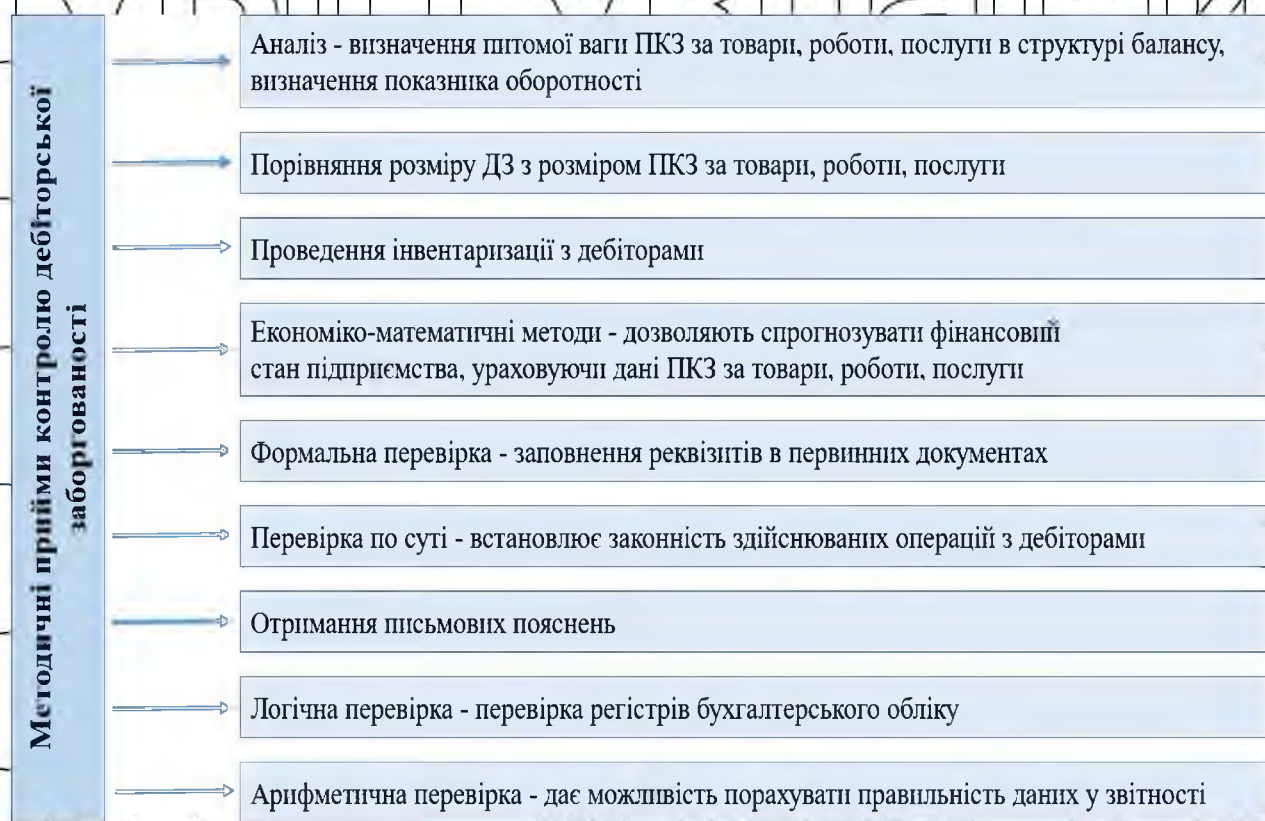 Методичні прийми контролю дебіторської
заборгованості
Аналіз - визначення питомої ваги ПКЗ за товари, роботи, послуги в структурі балансу,
визначення показника оборотності
Порівняння розміру ДЗ з розміром ПКЗ за товари, роботи, послуги
Проведення інвентаризації з дебіторами
Економіко-математичні методи - дозволяють спрогнозувати фінансовий
стан підприємства, ураховуючи дані ПКЗ за товари, роботи, послуги
Формальна перевірка - заповнення реквізитів в первинних документах
Перевірка по суті - встановлює законність здійснюваних операцій з дебіторами
Отримання письмових пояснень
Логічна перевірка - перевірка регістрів бухгалтерського обліку
Арифметична перевірка - дає можливість порахувати правильність даних у звітності